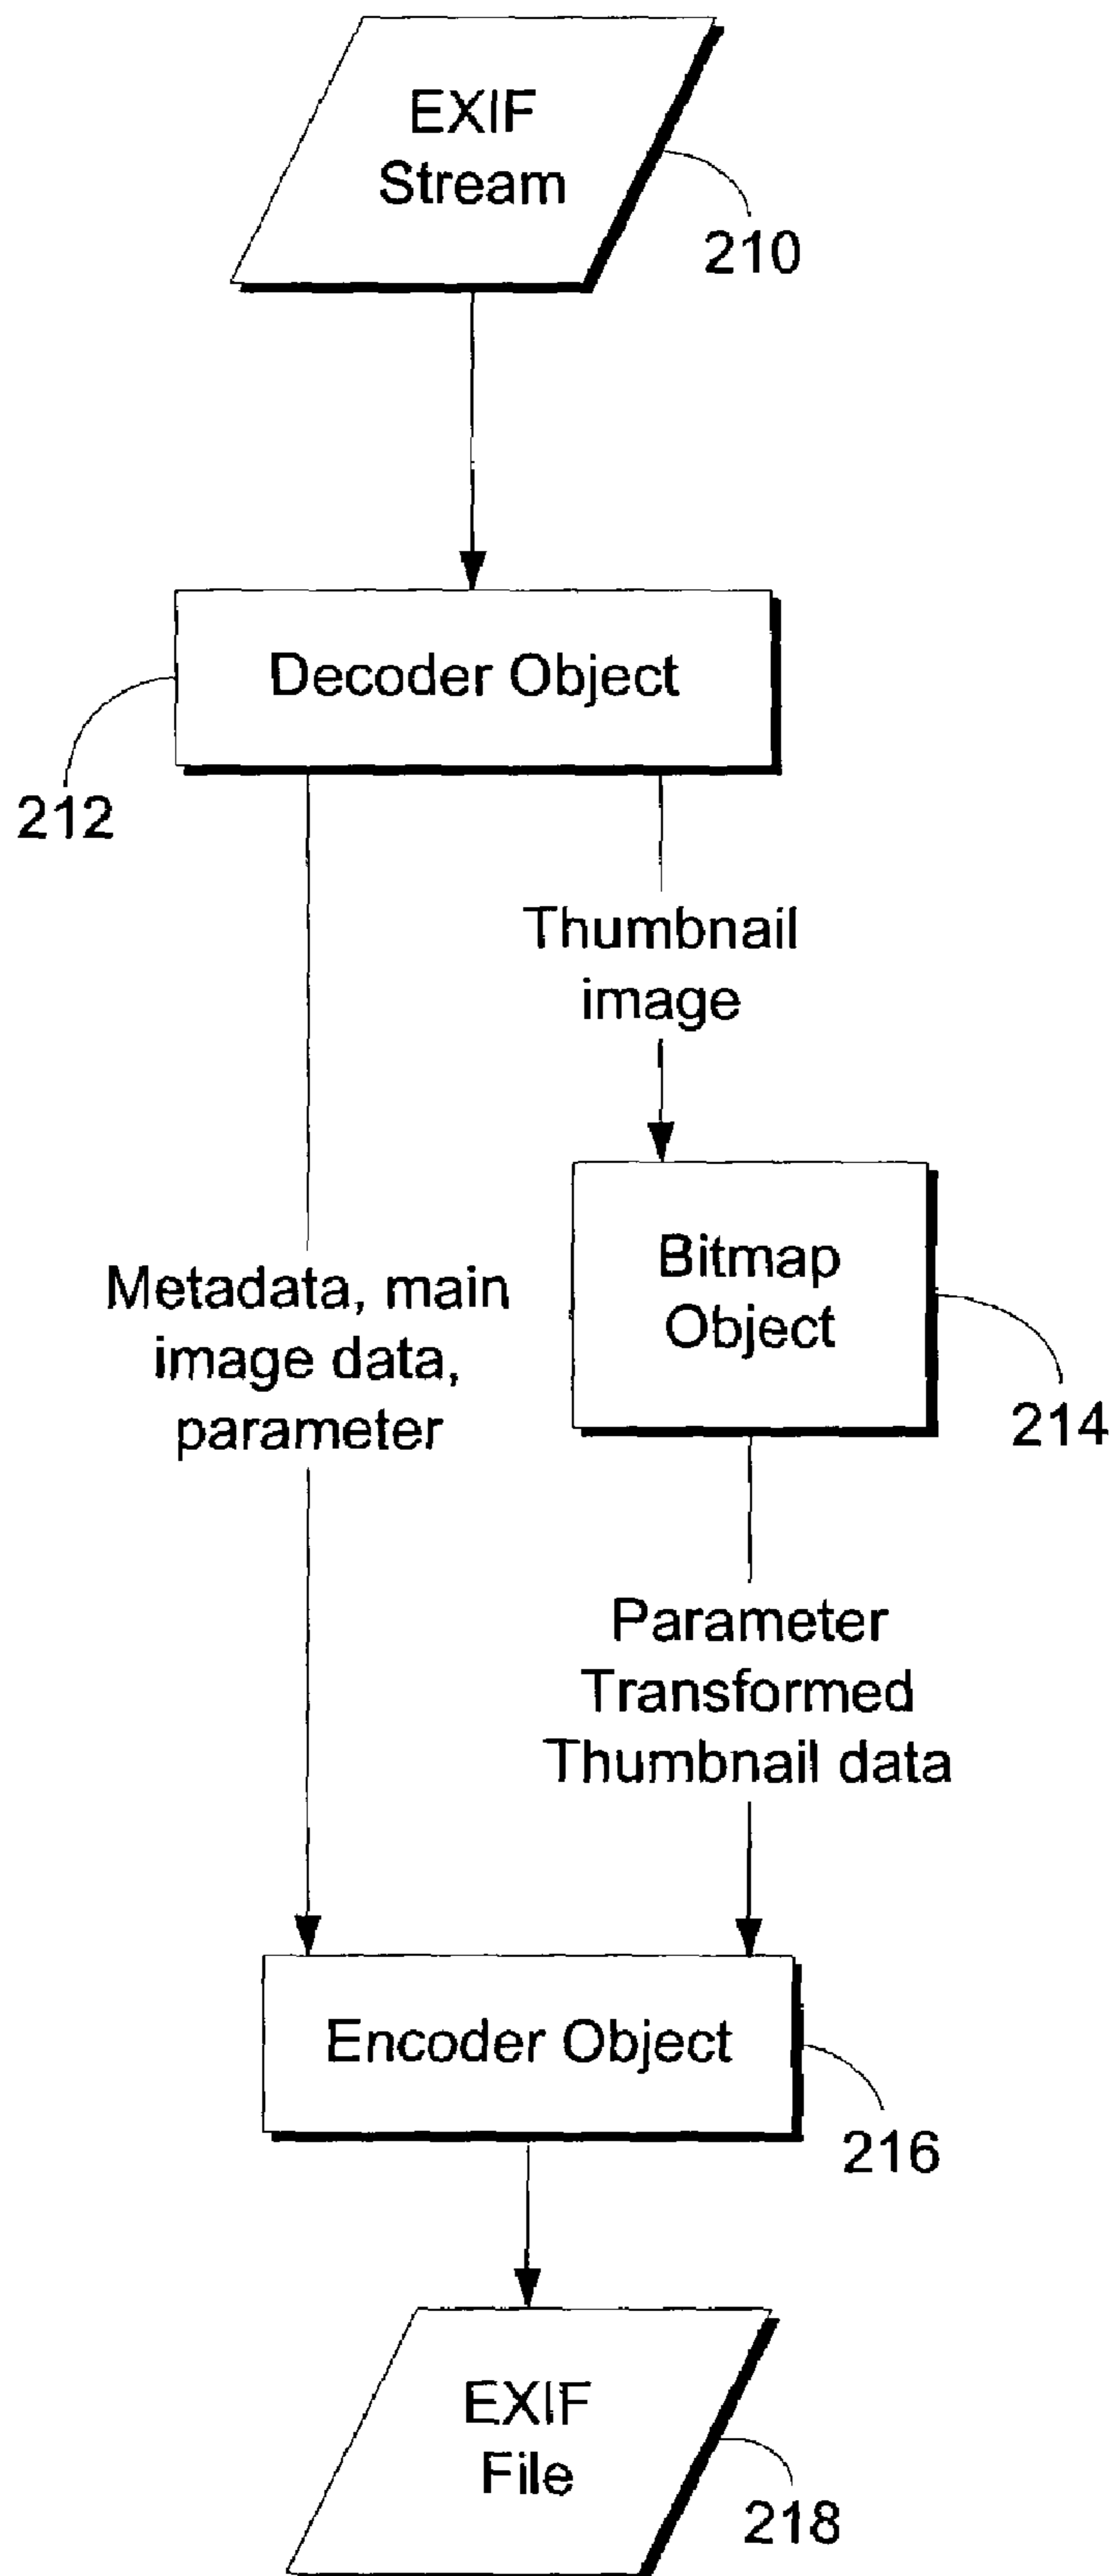 EXIF
Stream
210
Decoder Object
212
Thumbnail
image
Metadata, main
image data,
parameter
Bitmap
Object
214
Parameter
Transformed
Thumbnail data
Encoder Object
216
EXIF
File
218